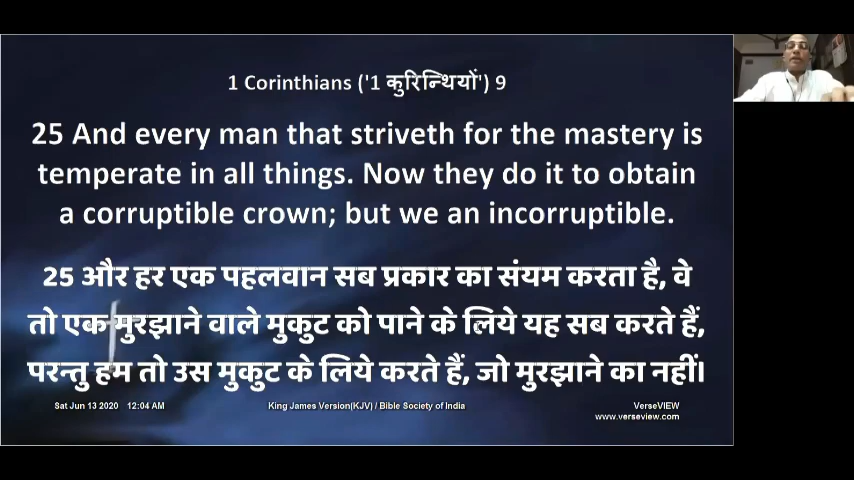 1 Corinthians ('1 कुरिन्थियों') 9
25 And every man that striveth for the mastery is
temperate in all things. Now they do it to obtain
a corruptible crown; but we an incorruptible.
25 और हर एक पहलवान सब प्रकार का संयम करता है, वे
तो एक मुरझाने वाले मुकुट को पाने के लिये यह सब करते हैं,
परन्तु हम तो उस मुकुट के लिये करते हैं, जो मुरझाने का नहीं।
Sat Jun 13 2020 12:04 AM
King James Version(KJV) / Bible Society of India
VerseVIEW
www.verseview.com